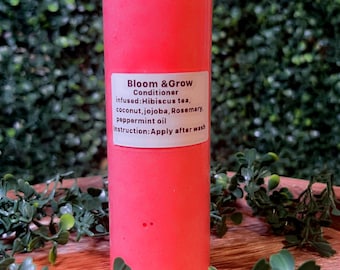 Bloom &Grow
Conditioner
infused:Hibiscus tea,
coconut,jojoba, Rosemary,
peppermint oil
Instruction:Apply after wash